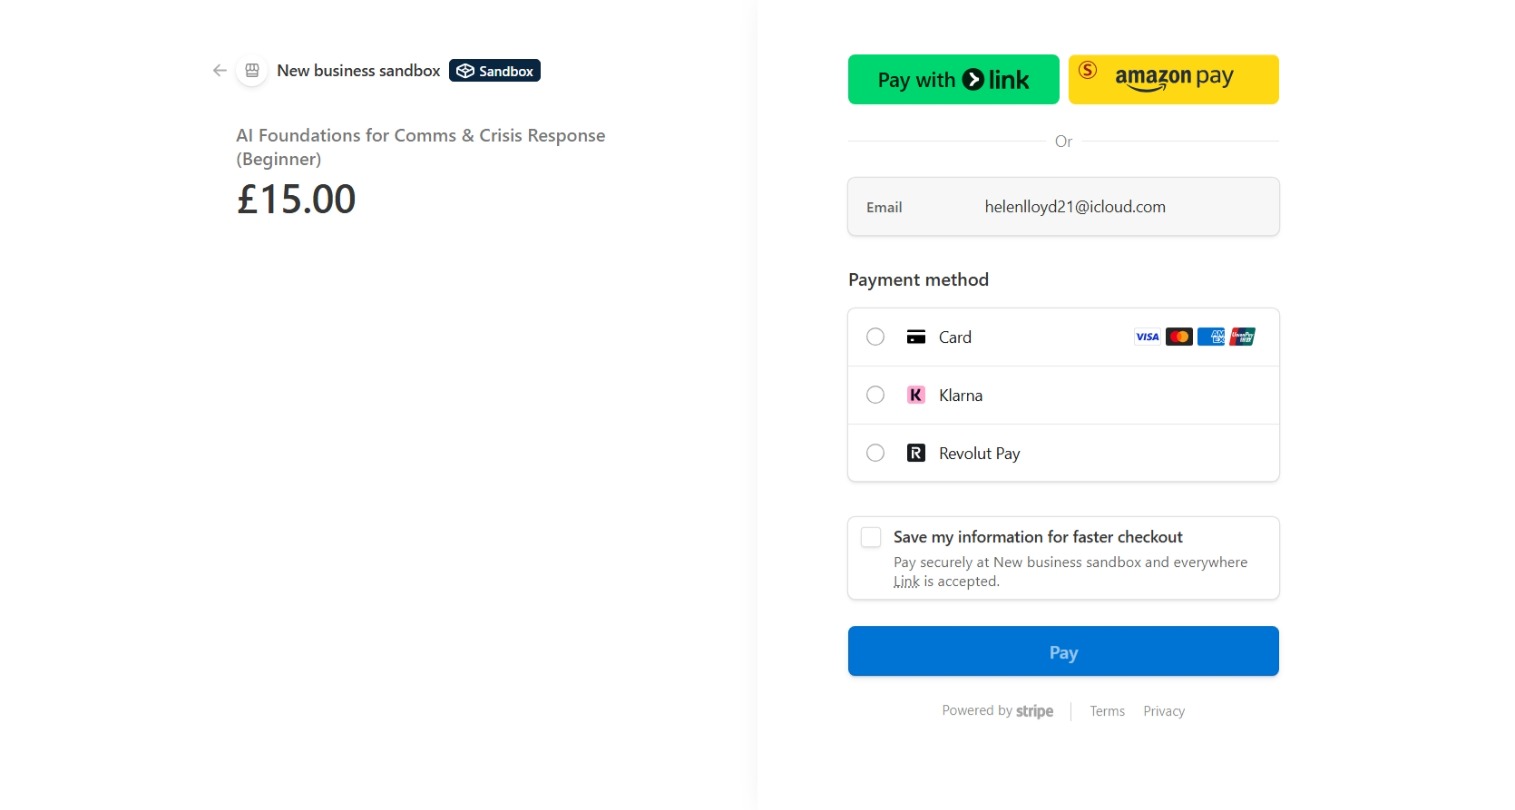 New business sandbox Sandbox
AI Foundations for Comms & Crisis Response
(Beginner)
£15.00
Pay with link
S amazon pay
Or
Email helenlloyd21@icloud.com
Payment method
Card VISA AMEX UnionPay
K Klarna
R Revolut Pay
Save my information for faster checkout
Pay securely at New business sandbox and everywhere
Link is accepted.
Pay
Powered by stripe Terms Privacy